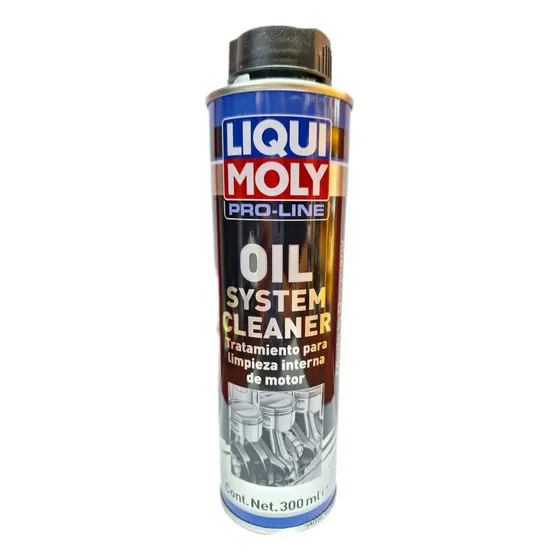 LIQUI
MOLY
PRO-LINE
OIL
SYSTEM
CLEANER
Tratamiento para
limpieza interna
de motor
Cont. Net. 300 ml